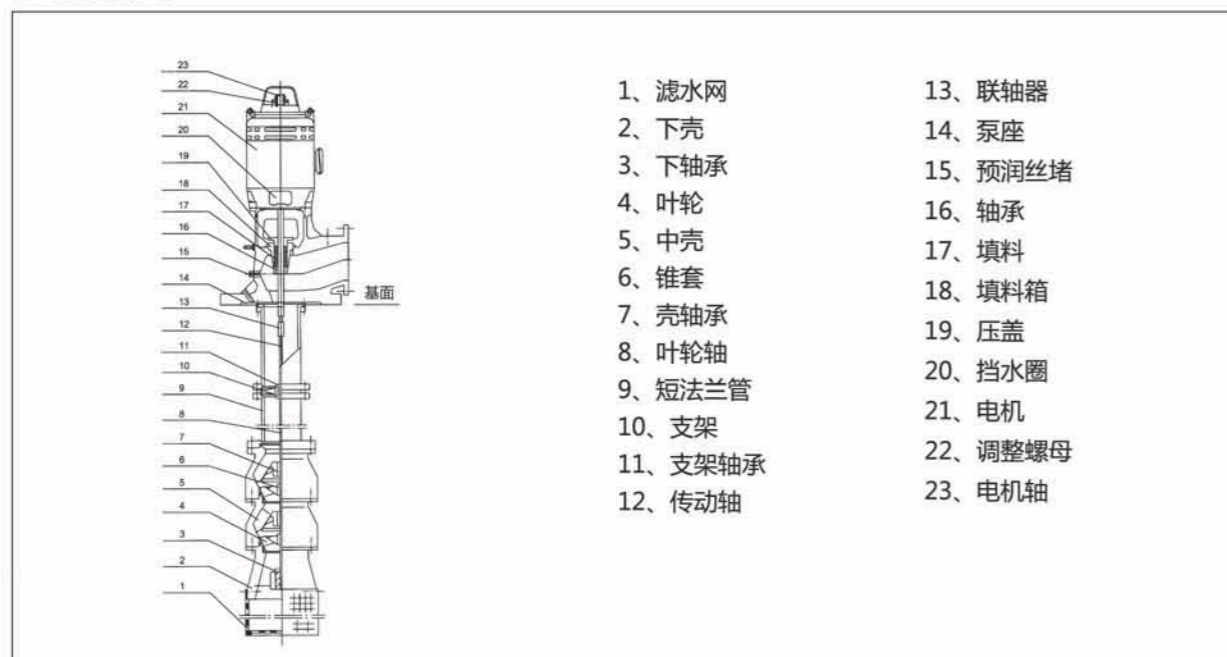 23
22
21
20
19
18
17
16
15
14
13
12
11
10
9
8
7
6
5
4
3
2
1
基面
1、滤水网
2、下壳
3、下轴承
4、叶轮
5、中壳
6、锥套
7、壳轴承
8、叶轮轴
9、短法兰管
10、支架
11、支架轴承
12、传动轴
13、联轴器
14、泵座
15、预润丝堵
16、轴承
17、填料
18、填料箱
19、压盖
20、挡水圈
21、电机
22、调整螺母
23、电机轴